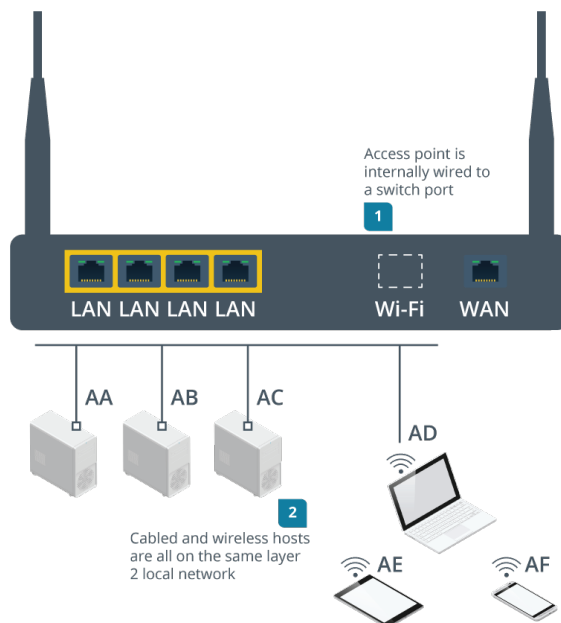 Access point is
internally wired to
a switch port
1
LAN LAN LAN LAN
Wi-Fi
WAN
AA
AB
AC
AD
2
Cabled and wireless hosts
are all on the same layer
2 local network
AE
AF